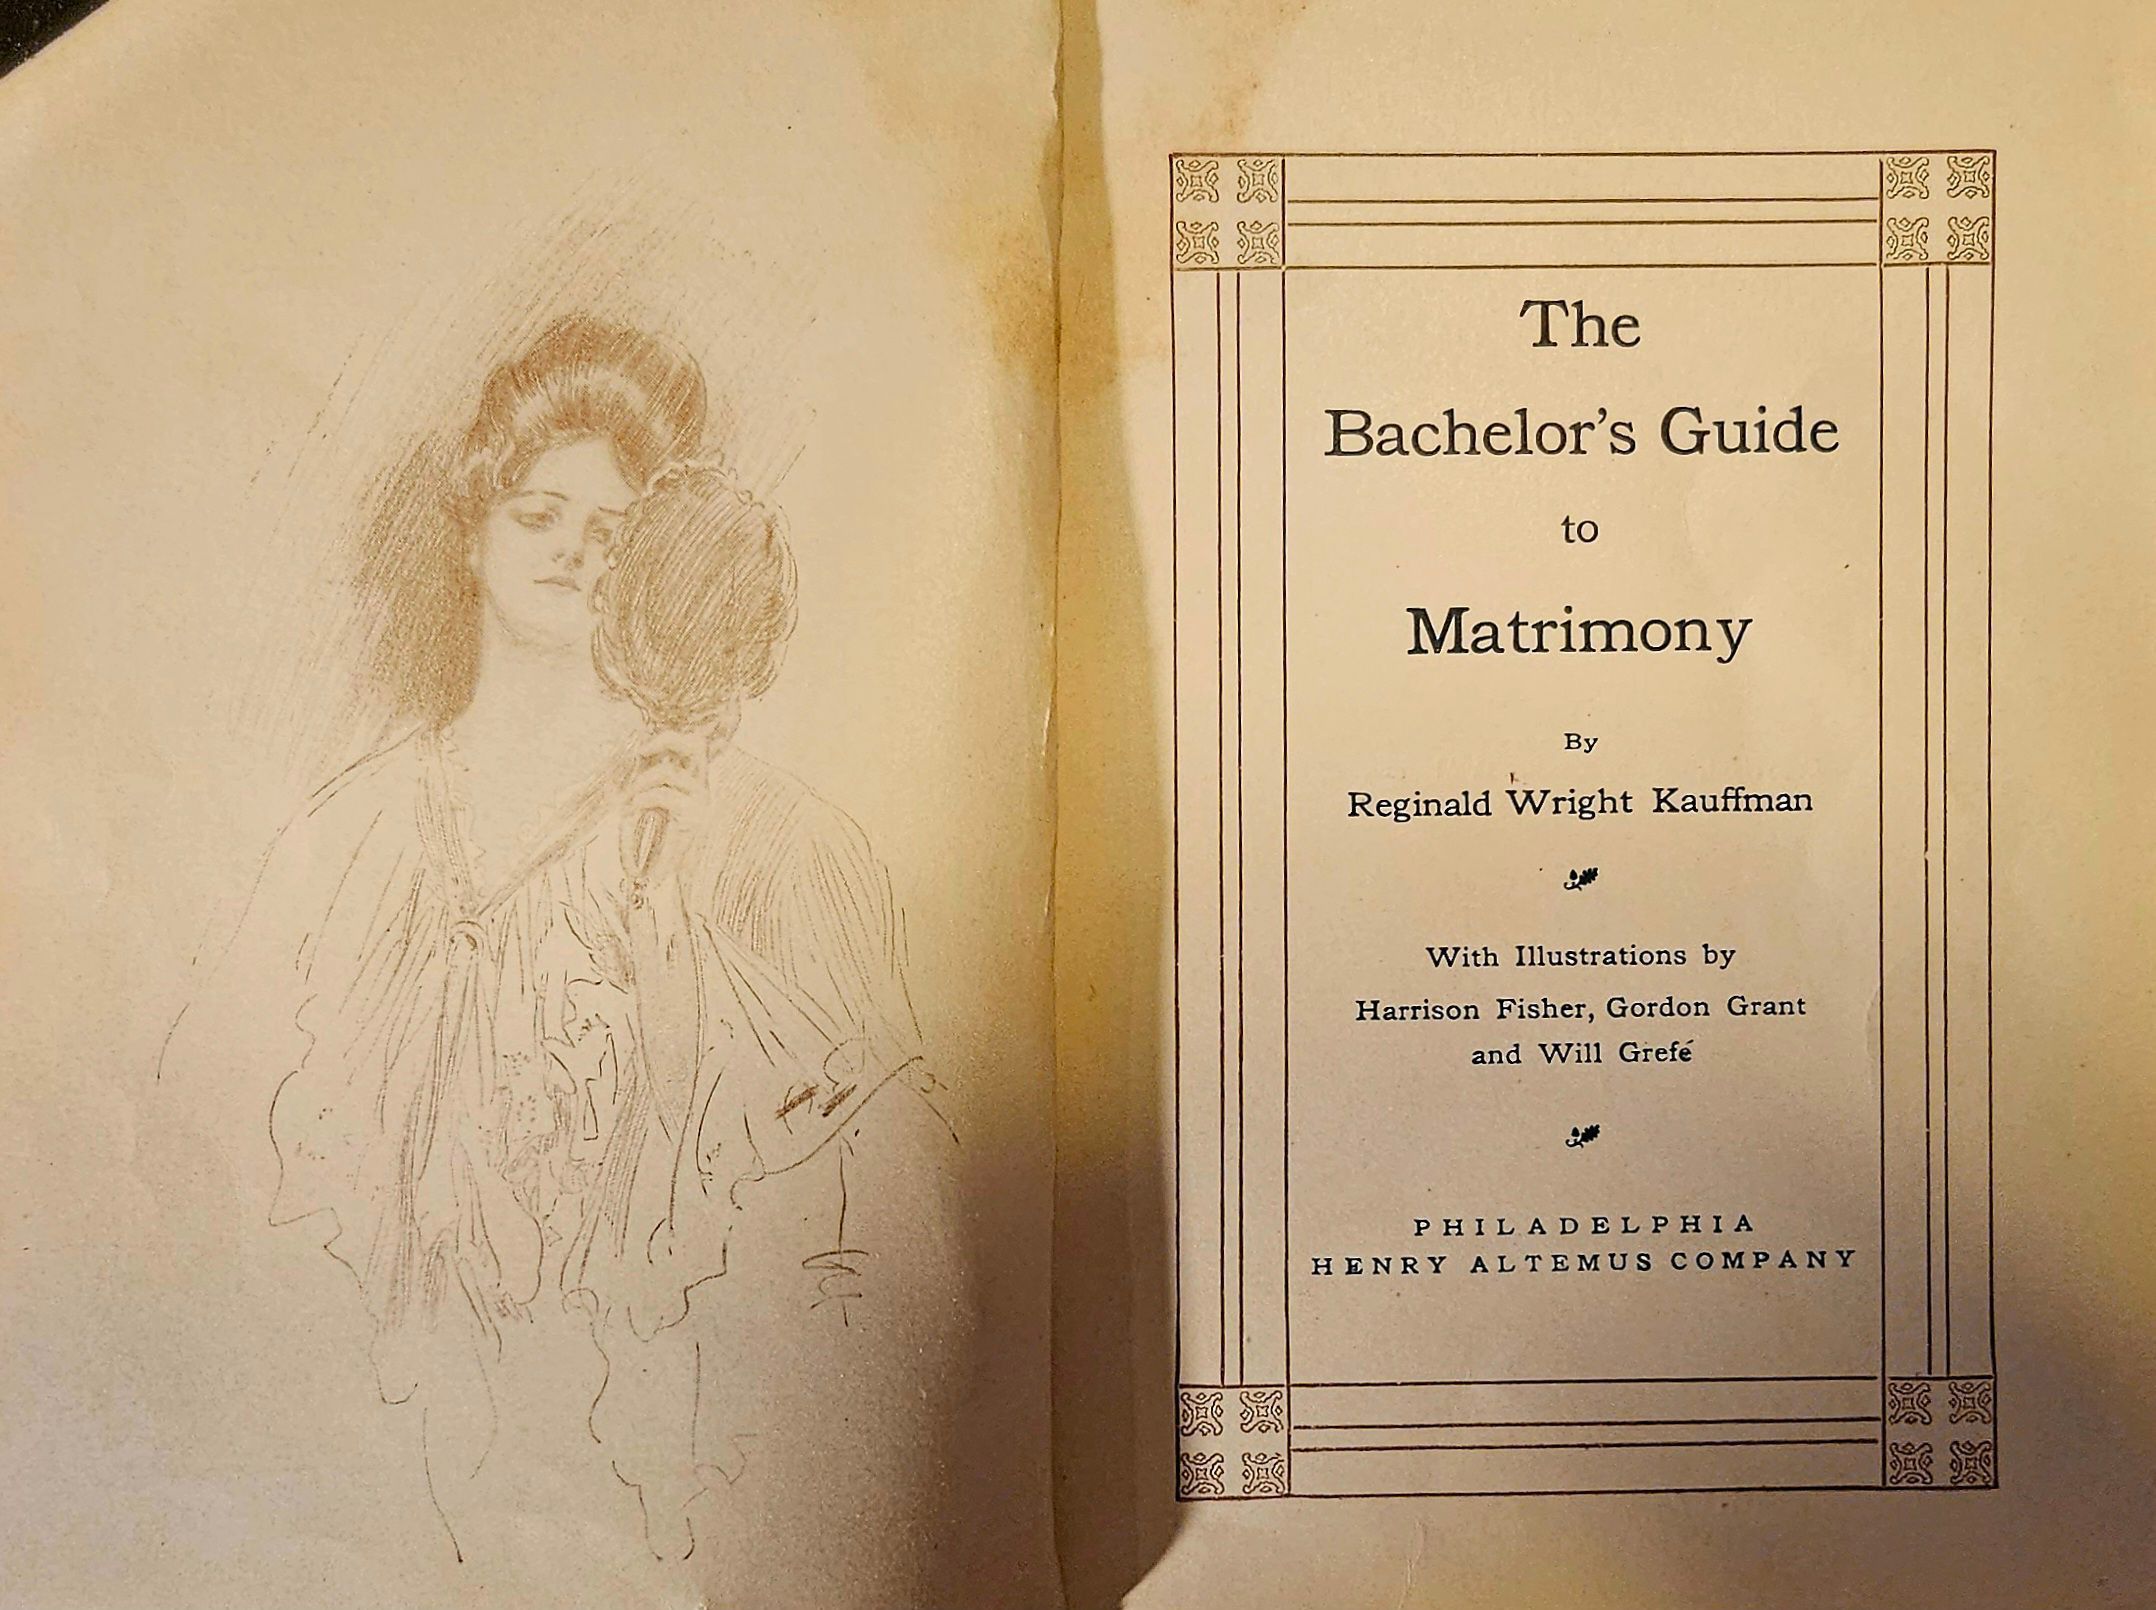 The
Bachelor's Guide
to
Matrimony
By
Reginald Wright Kauffman
With Illustrations by
Harrison Fisher, Gordon Grant
and Will Grefé
PHILADELPHIA
HENRY ALTEMUS COMPANY